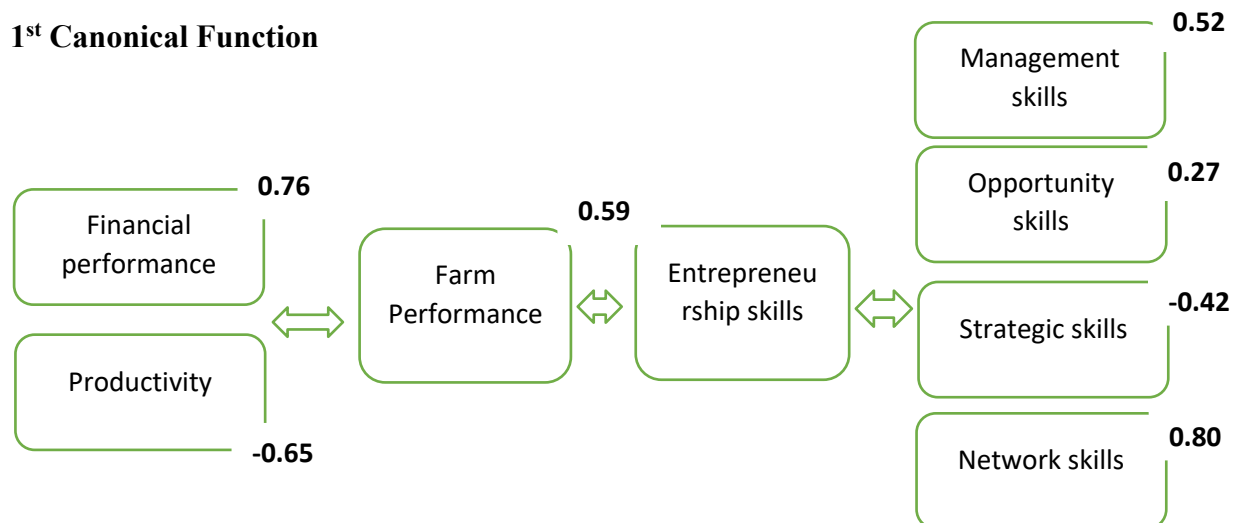 1st Canonical Function
0.76
Financial
performance
Productivity
-0.65
Farm
Performance
0.59
Entrepreneu
rship skills
0.52
Management
skills
0.27
Opportunity
skills
-0.42
Strategic skills
0.80
Network skills